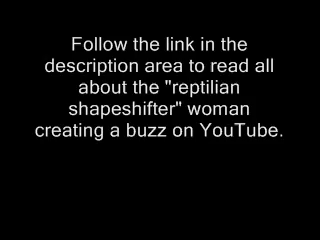 Follow the link in the
description area to read all
about the "reptilian
shapeshifter" woman
creating a buzz on YouTube.